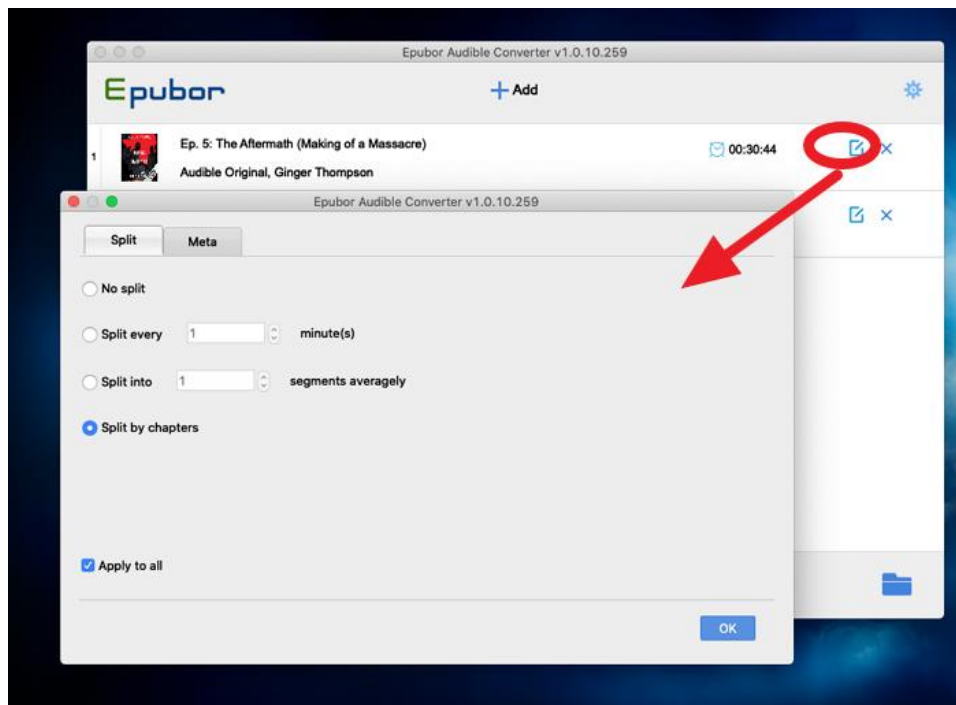 Epubor Audible Converter v1.0.10.259
Epubor
Add
1
Ep. 5: The Aftermath (Making of a Massacre)
00:30:44
Audible Original, Ginger Thompson
Epubor Audible Converter v1.0.10.259
Split Meta
No split
Split every 1 minute(s)
Split into 1 segments averagely
Split by chapters
Apply to all
OK